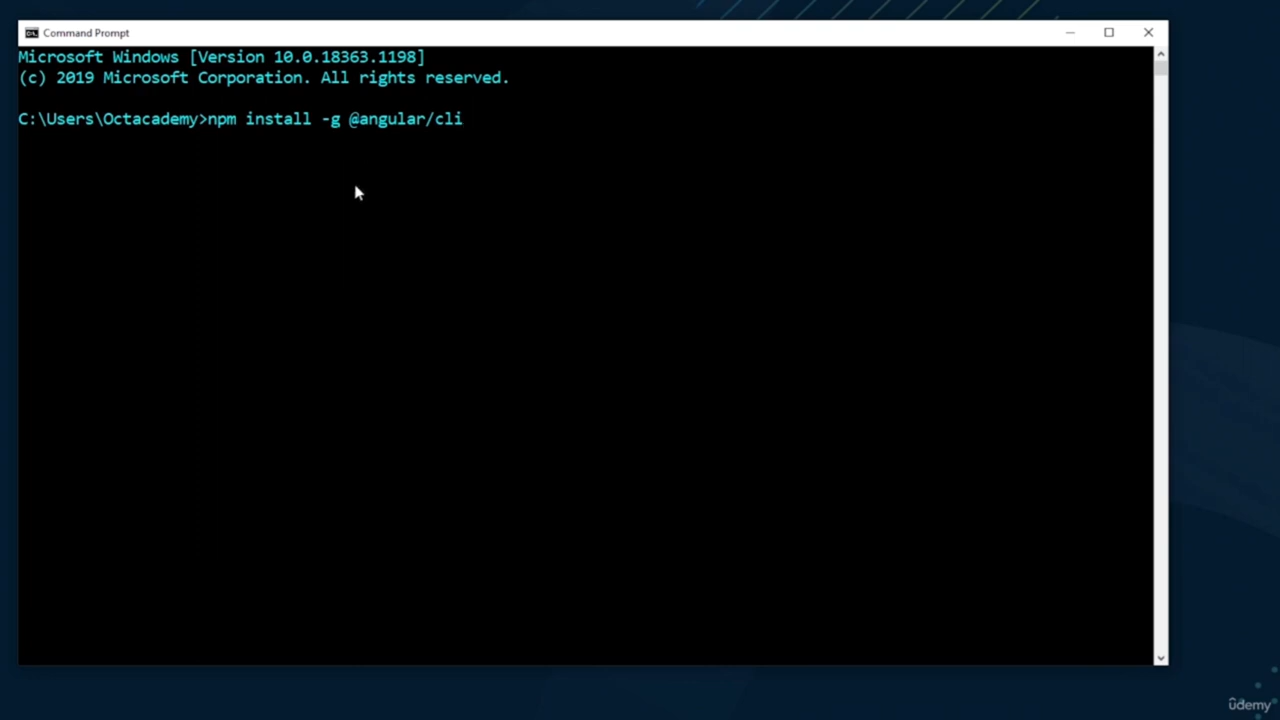 Command Prompt
Microsoft Windows [Version 10.0.18363.1198]
(c) 2019 Microsoft Corporation. All rights reserved.
C:\Users\Octacademy>npm install -g @angular/cli
ûdemy